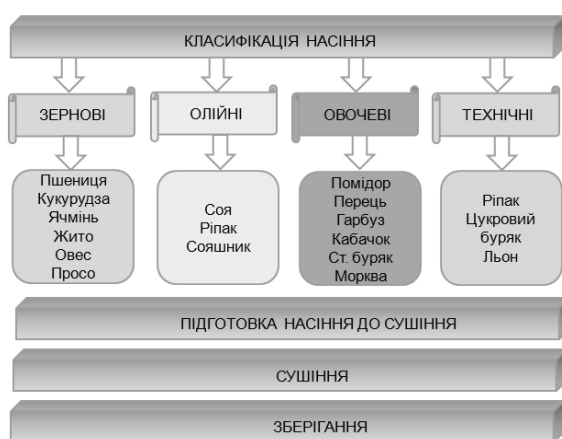 КЛАСИФІКАЦІЯ НАСІННЯ
ЗЕРНОВІ
ОЛІЙНІ
ОВОЧЕВІ
ТЕХНІЧНІ
Пшениця
Кукурудза
Ячмінь
Жито
Овес
Просо
Соя
Ріпак
Сояшник
Помідор
Перець
Гарбуз
Кабачок
Ст. буряк
Морква
Ріпак
Цукровий
буряк
Льон
ПІДГОТОВКА НАСІННЯ ДО СУШІННЯ
СУШІННЯ
ЗБЕРІГАННЯ